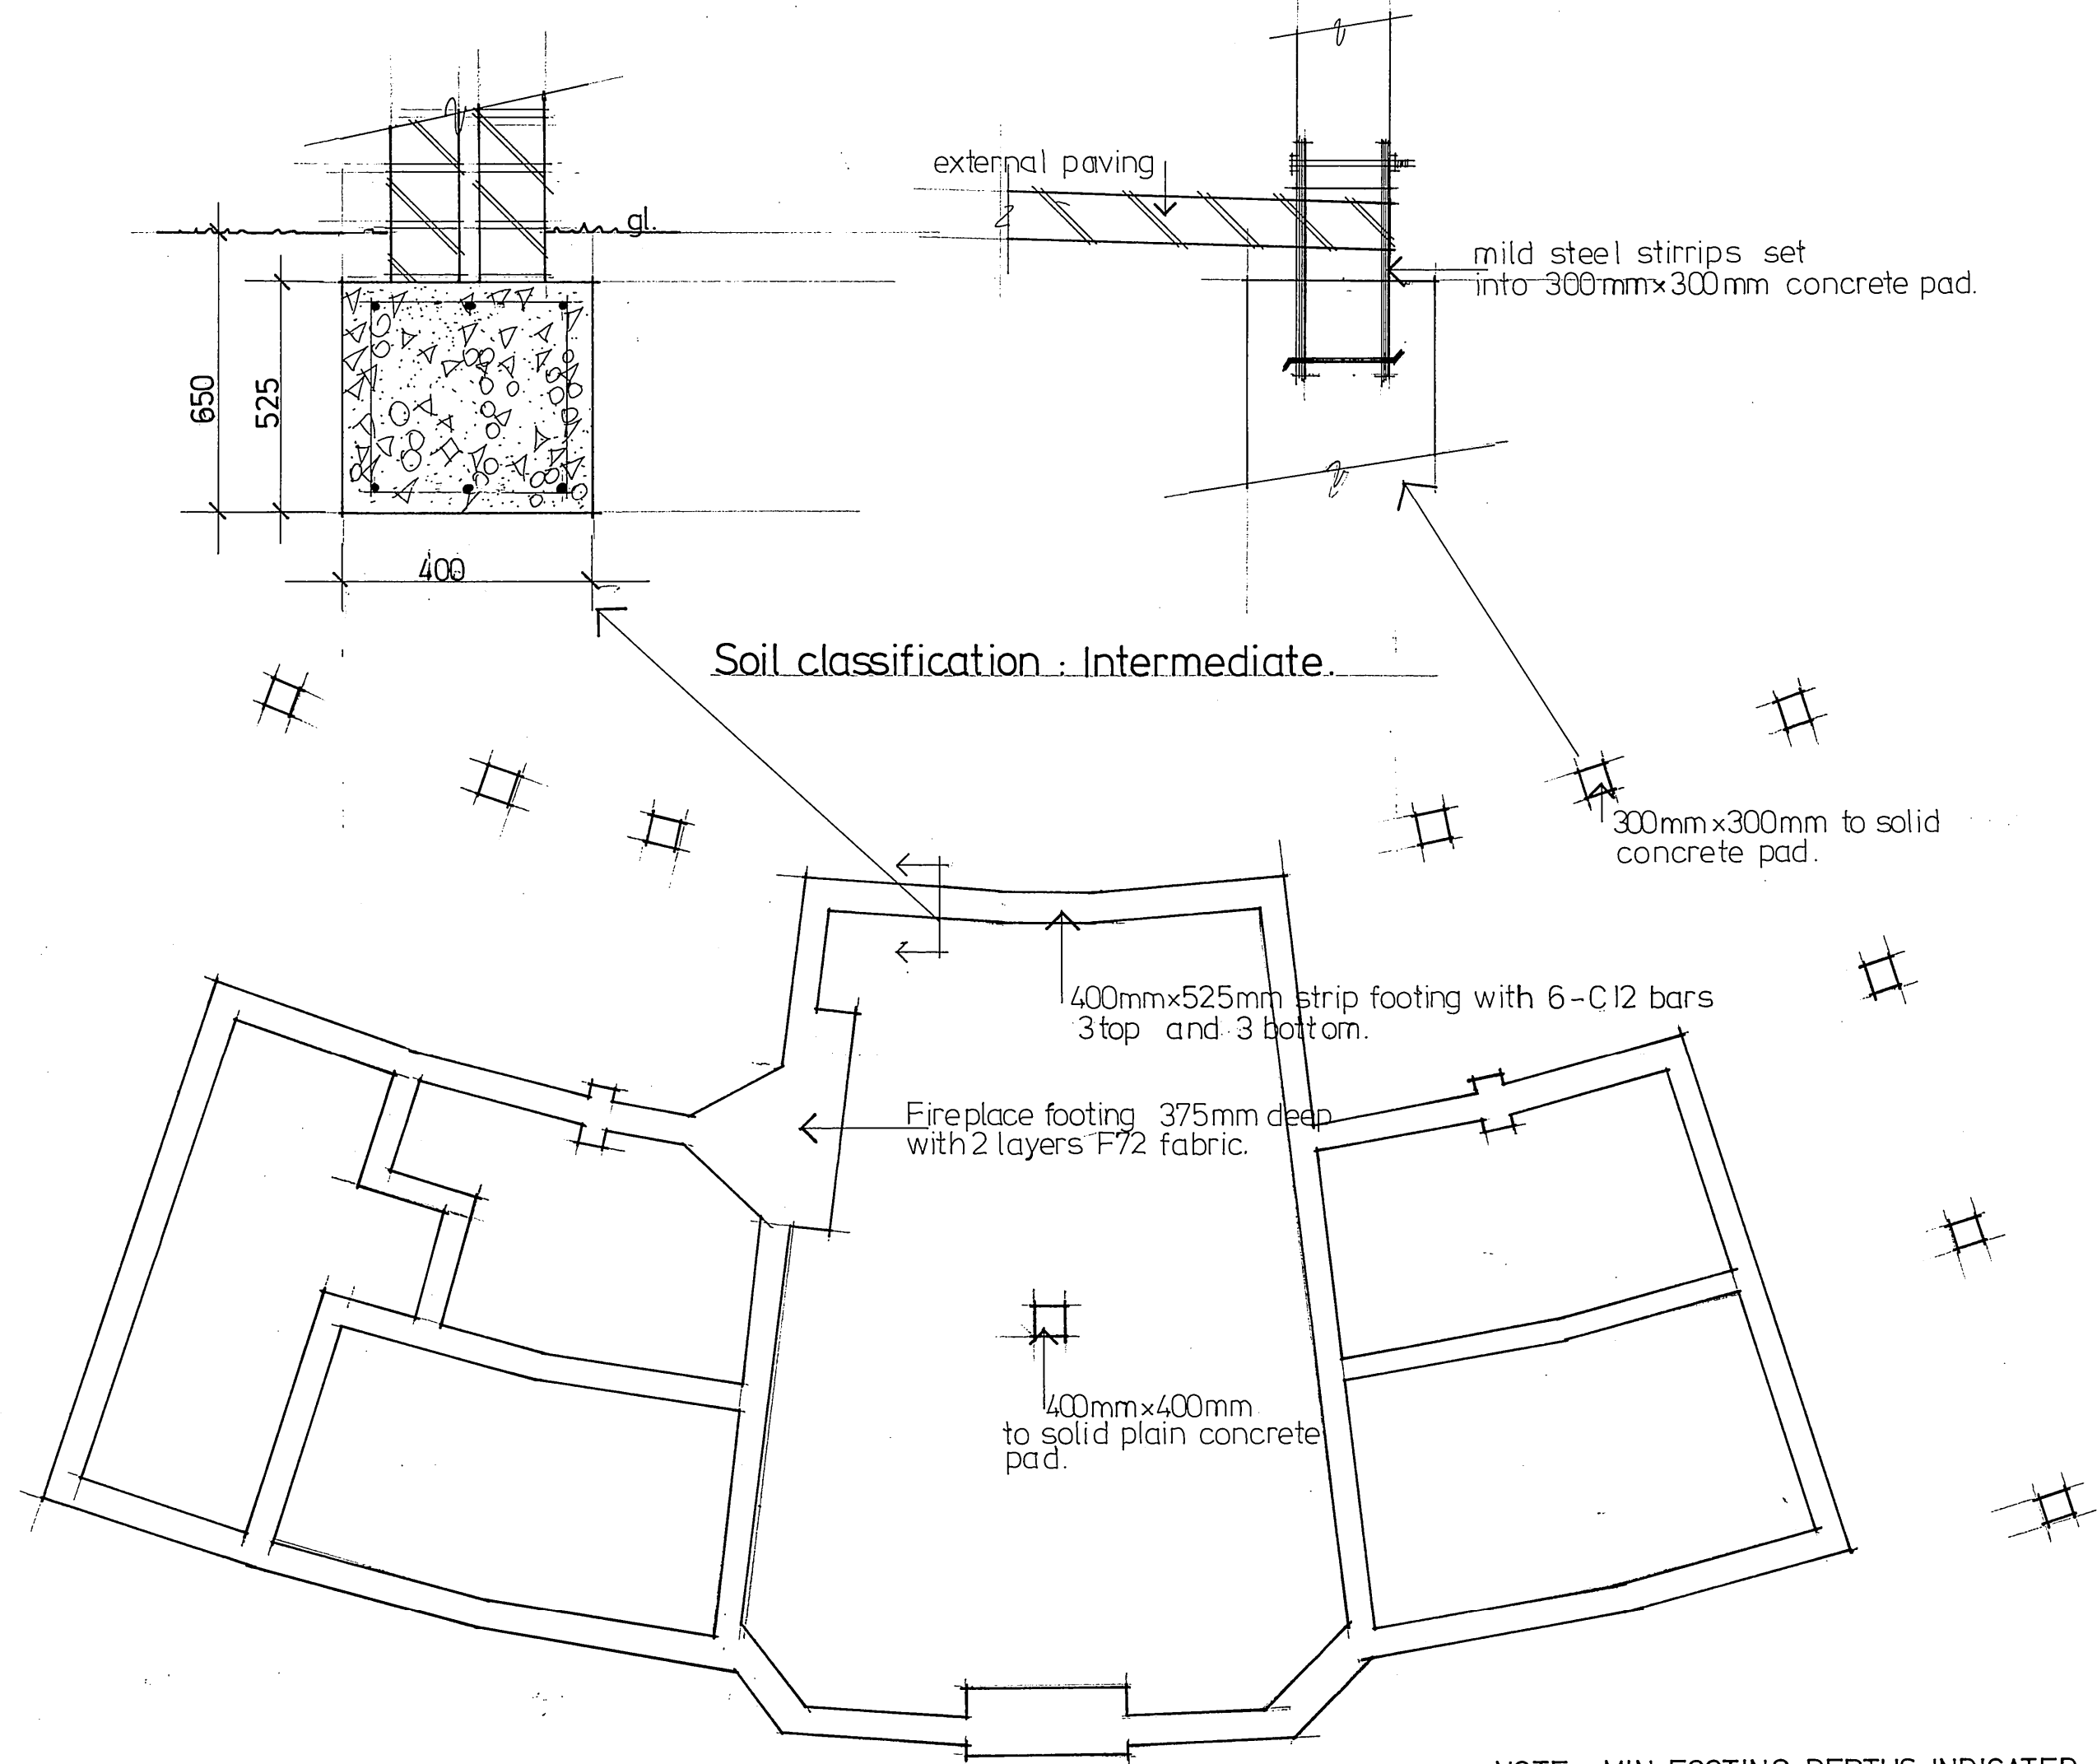 external paving
gl.
mild steel stirrips set
into 300mm×300mm concrete pad.
650
525
400
Soil classification : Intermediate.
300mm×300mm to solid
concrete pad.
400mm×525mm strip footing with 6-C12 bars
3 top and 3 bottom.
Fireplace footing 375mm deep
with 2 layers F72 fabric.
400mm×400mm
to solid plain concrete
pad.